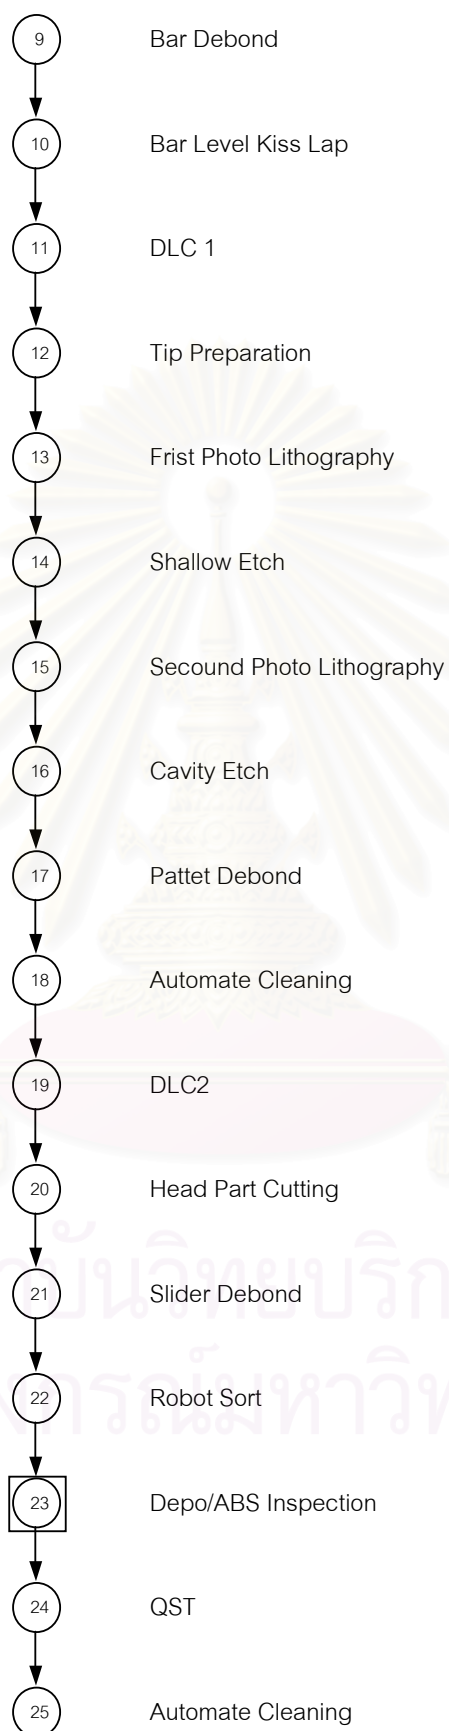 9 Bar Debond
10 Bar Level Kiss Lap
11 DLC 1
12 Tip Preparation
13 Frist Photo Lithography
14 Shallow Etch
15 Secound Photo Lithography
16 Cavity Etch
17 Pattet Debond
18 Automate Cleaning
19 DLC2
20 Head Part Cutting
21 Slider Debond
22 Robot Sort
23 Depo/ABS Inspection
24 QST
25 Automate Cleaning